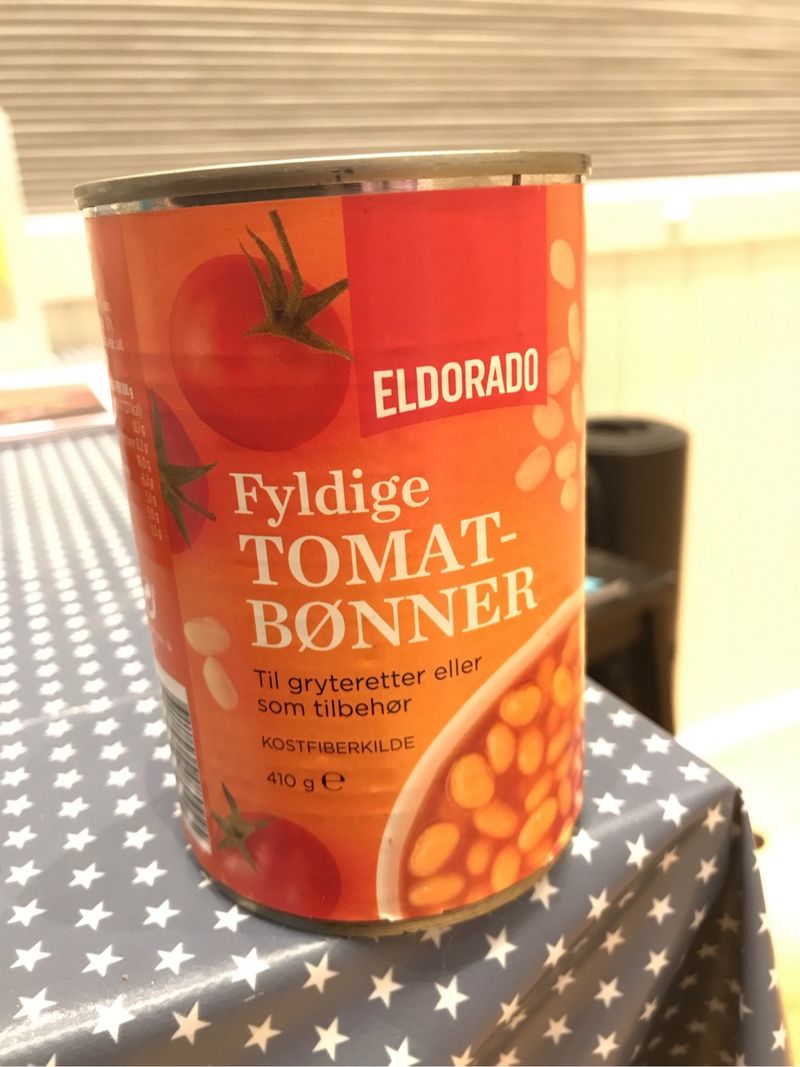 ELDORADO
Fyldige
TOMAT-
BØNNER
Til gryteretter eller
som tilbehør
KOSTFIBERKILDE
410 g ℮